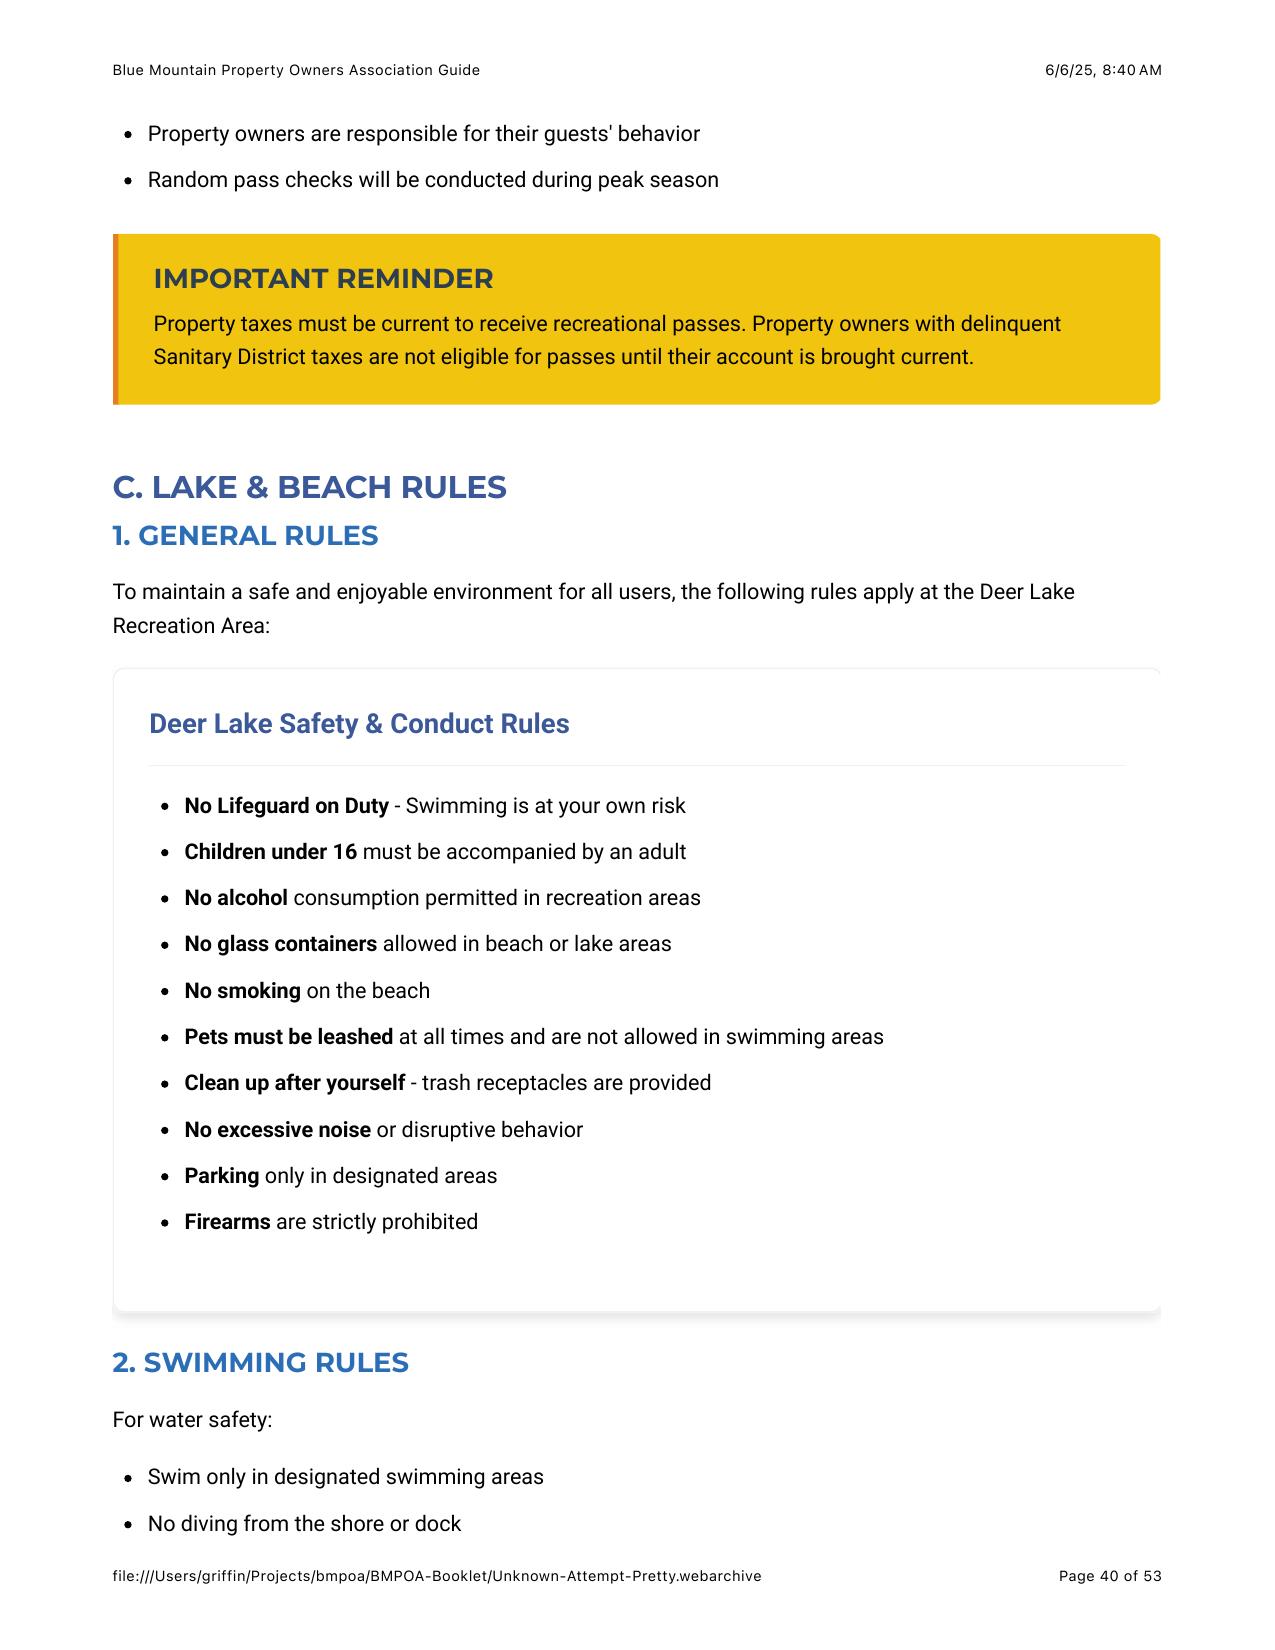 Blue Mountain Property Owners Association Guide
6/6/25, 8:40 AM
• Property owners are responsible for their guests' behavior
• Random pass checks will be conducted during peak season
IMPORTANT REMINDER
Property taxes must be current to receive recreational passes. Property owners with delinquent
Sanitary District taxes are not eligible for passes until their account is brought current.
C. LAKE & BEACH RULES
1. GENERAL RULES
To maintain a safe and enjoyable environment for all users, the following rules apply at the Deer Lake
Recreation Area:
Deer Lake Safety & Conduct Rules
• No Lifeguard on Duty - Swimming is at your own risk
• Children under 16 must be accompanied by an adult
• No alcohol consumption permitted in recreation areas
• No glass containers allowed in beach or lake areas
• No smoking on the beach
• Pets must be leashed at all times and are not allowed in swimming areas
• Clean up after yourself - trash receptacles are provided
• No excessive noise or disruptive behavior
• Parking only in designated areas
• Firearms are strictly prohibited
2. SWIMMING RULES
For water safety:
• Swim only in designated swimming areas
• No diving from the shore or dock
file:///Users/griffin/Projects/bmpoa/BMPOA-Booklet/Unknown-Attempt-Pretty.webarchive
Page 40 of 53